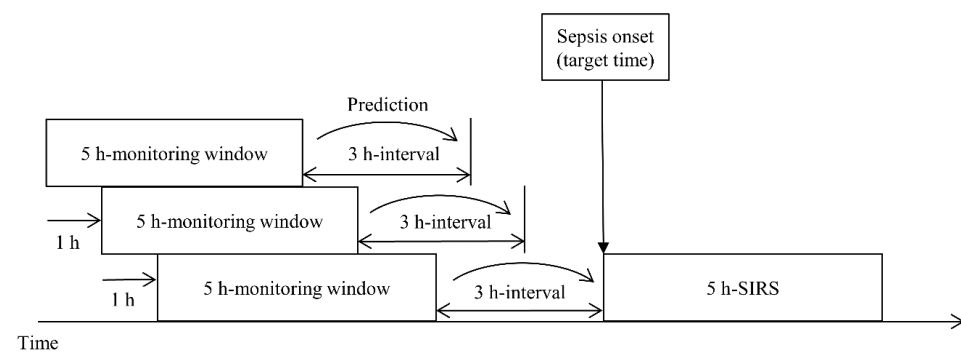 Sepsis onset
(target time)
Prediction
5 h-monitoring window
3 h-interval
5 h-monitoring window
3 h-interval
1 h
5 h-monitoring window
3 h-interval
5 h-SIRS
1 h
Time